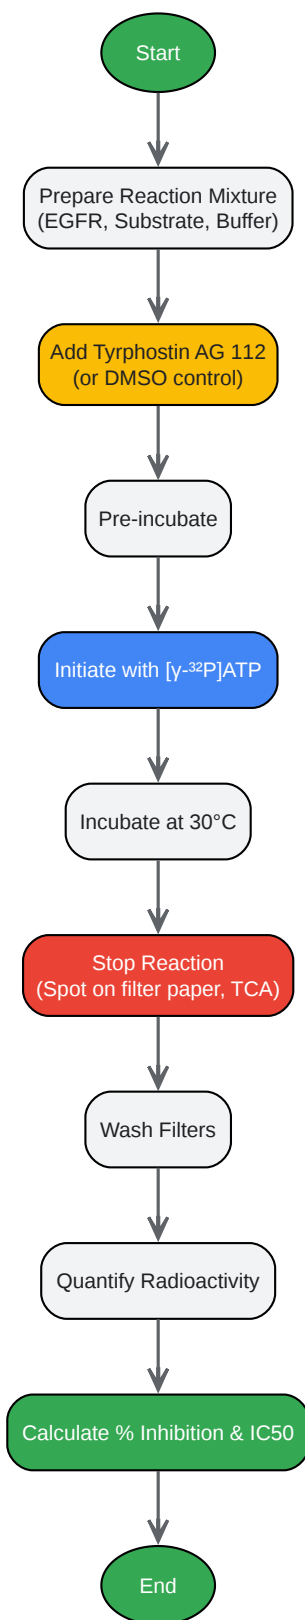 Start
Prepare Reaction Mixture
(EGFR, Substrate, Buffer)
Add Tyrphostin AG 112
(or DMSO control)
Pre-incubate
Initiate with [γ-³²P]ATP
Incubate at 30°C
Stop Reaction
(Spot on filter paper, TCA)
Wash Filters
Quantify Radioactivity
Calculate % Inhibition & IC50
End